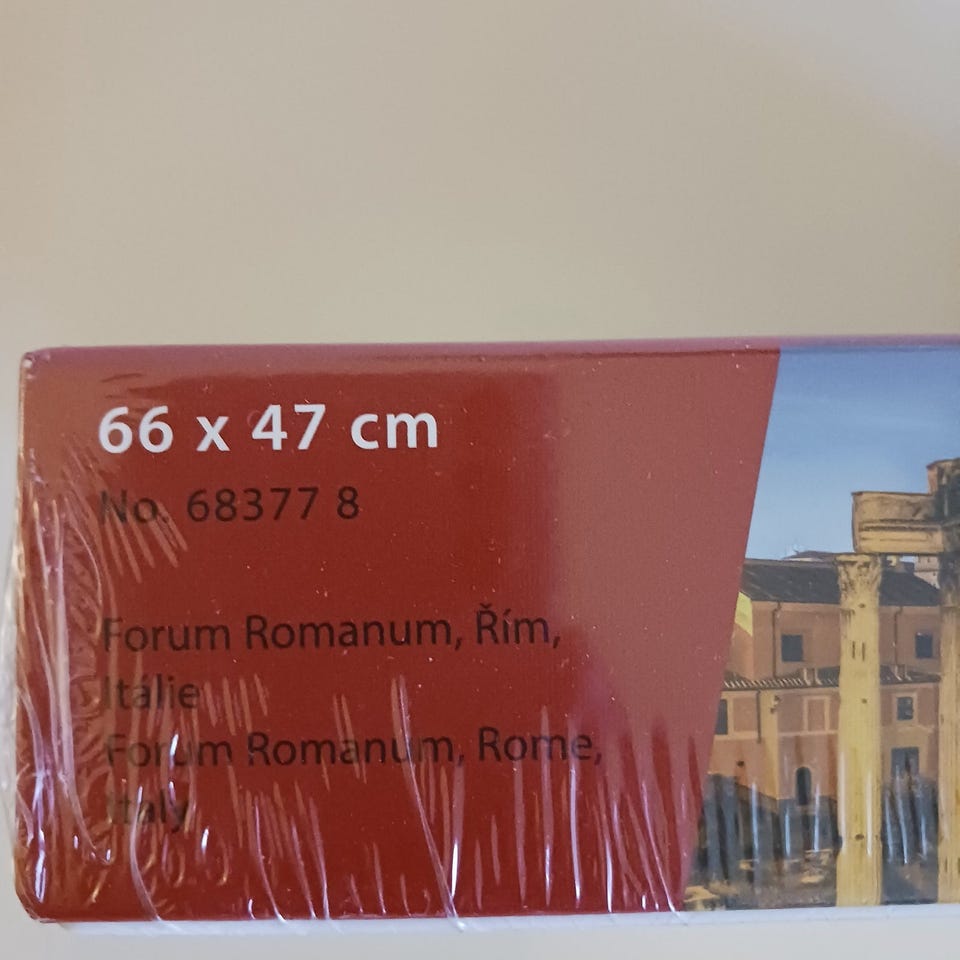 66 x 47 cm
No. 68377 8
Forum Romanum, Řím,
Itálie
Forum Romanum, Rome,
Italy